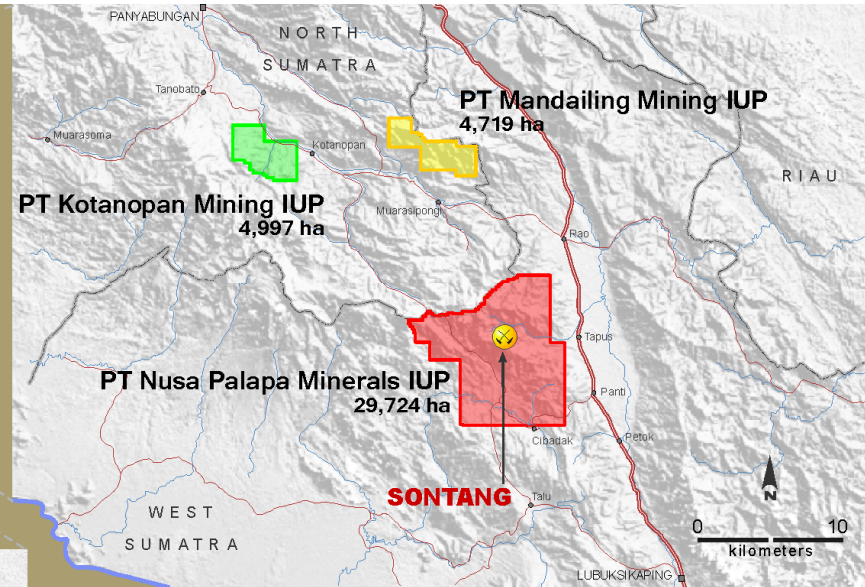 PANYABUNGAN
NORTH
SUMATRA
Tanobato
PT Mandailing Mining IUP
4,719 ha
Muarasoma
Kotanopan
RIAU
PT Kotanopan Mining IUP
4,997 ha
Muarasipongi
Rao
Tapus
PT Nusa Palapa Minerals IUP
29,724 ha
Panti
Cibadak
Petok
SONTANG
Talu
WEST
SUMATRA
N
0 10
kilometers
LUBUKSIKAPING